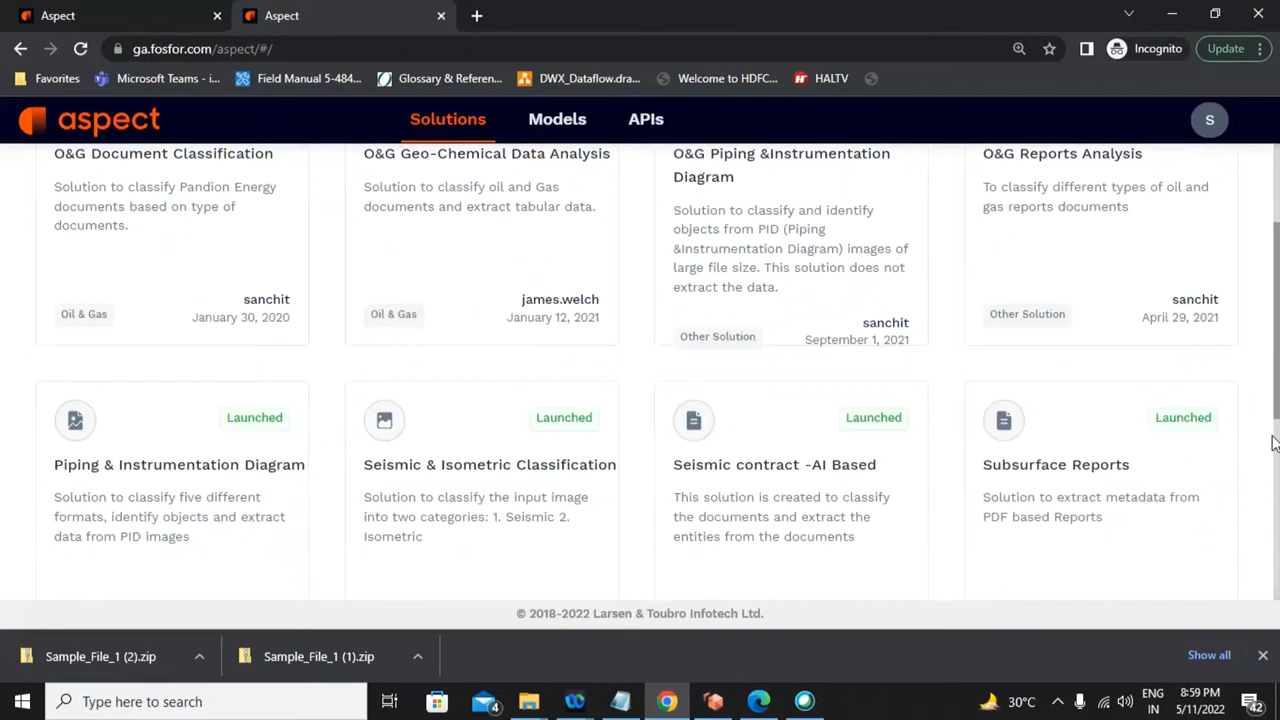 Aspect
Aspect
ga.fosfor.com/aspect/#/
Incognito
Update
Favorites
Microsoft Teams - i...
Field Manual 5-484...
Glossary & Referen...
DWX_Dataflow.dra...
Welcome to HDFC...
HALTV
aspect
Solutions
Models
APIs
S
O&G Document Classification
Solution to classify Pandion Energy
documents based on type of
documents.
Oil & Gas
sanchit
January 30, 2020
O&G Geo-Chemical Data Analysis
Solution to classify oil and Gas
documents and extract tabular data.
Oil & Gas
james.welch
January 12, 2021
O&G Piping &Instrumentation
Diagram
Solution to classify and identify
objects from PID (Piping
&Instrumentation Diagram) images of
large file size. This solution does not
extract the data.
Other Solution
sanchit
September 1, 2021
O&G Reports Analysis
To classify different types of oil and
gas reports documents
Other Solution
sanchit
April 29, 2021
Launched
Piping & Instrumentation Diagram
Solution to classify five different
formats, identify objects and extract
data from PID images
Launched
Seismic & Isometric Classification
Solution to classify the input image
into two categories: 1. Seismic 2.
Isometric
Launched
Seismic contract -AI Based
This solution is created to classify
the documents and extract the
entities from the documents
Launched
Subsurface Reports
Solution to extract metadata from
PDF based Reports
© 2018-2022 Larsen & Toubro Infotech Ltd.
Sample_File_1 (2).zip
Sample_File_1 (1).zip
Show all
Type here to search
4
30°C
ENG
IN
8:59 PM
5/11/2022
42